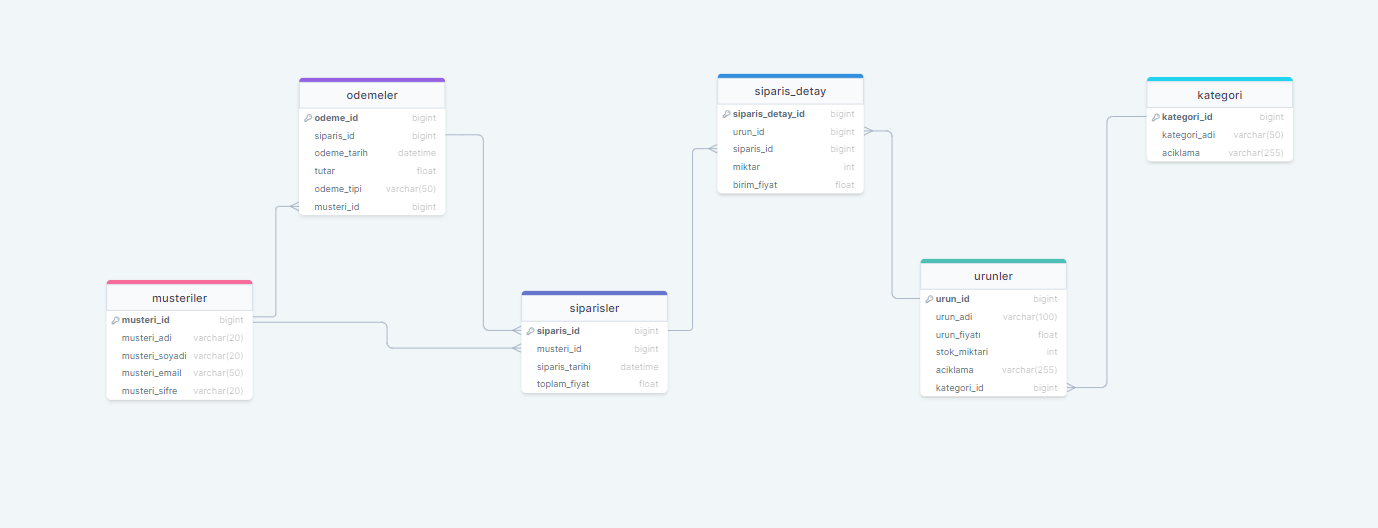 odemeler
odeme_id bigint
siparis_id bigint
odeme_tarih datetime
tutar float
odeme_tipi varchar(50)
musteri_id bigint
siparis_detay
siparis_detay_id bigint
urun_id bigint
siparis_id bigint
miktar int
birim_fiyat float
kategori
kategori_id bigint
kategori_adi varchar(50)
aciklama varchar(255)
musteriler
musteri_id bigint
musteri_adi varchar(20)
musteri_soyadi varchar(20)
musteri_email varchar(50)
musteri_sifre varchar(20)
siparisler
siparis_id bigint
musteri_id bigint
siparis_tarihi datetime
toplam_fiyat float
urunler
urun_id bigint
urun_adi varchar(100)
urun_fiyatı float
stok_miktari int
aciklama varchar(255)
kategori_id bigint